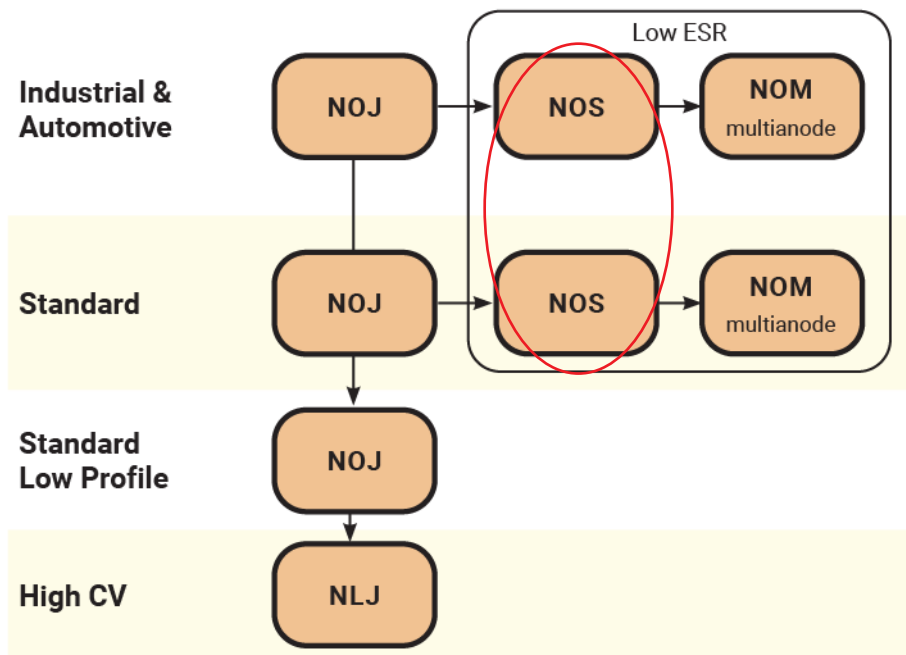 Low ESR
Industrial &
Automotive
NOJ
NOS
NOM
multianode
Standard
NOJ
NOS
NOM
multianode
Standard
Low Profile
NOJ
High CV
NLJ